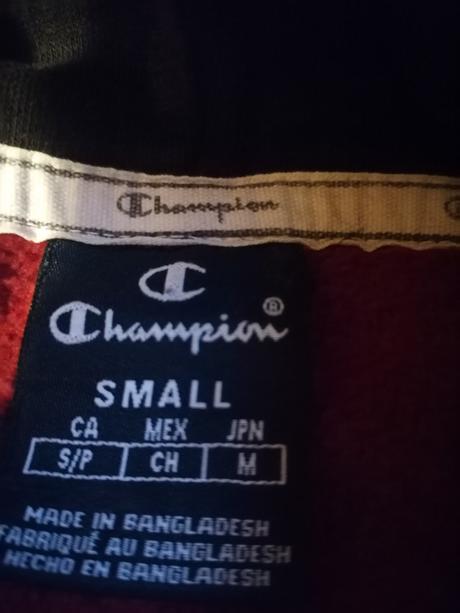 Champion
Champion®
SMALL
CA MEX JPN
S/P CH M
MADE IN BANGLADESH
FABRIQUÉ AU BANGLADESH
HECHO EN BANGLADESH